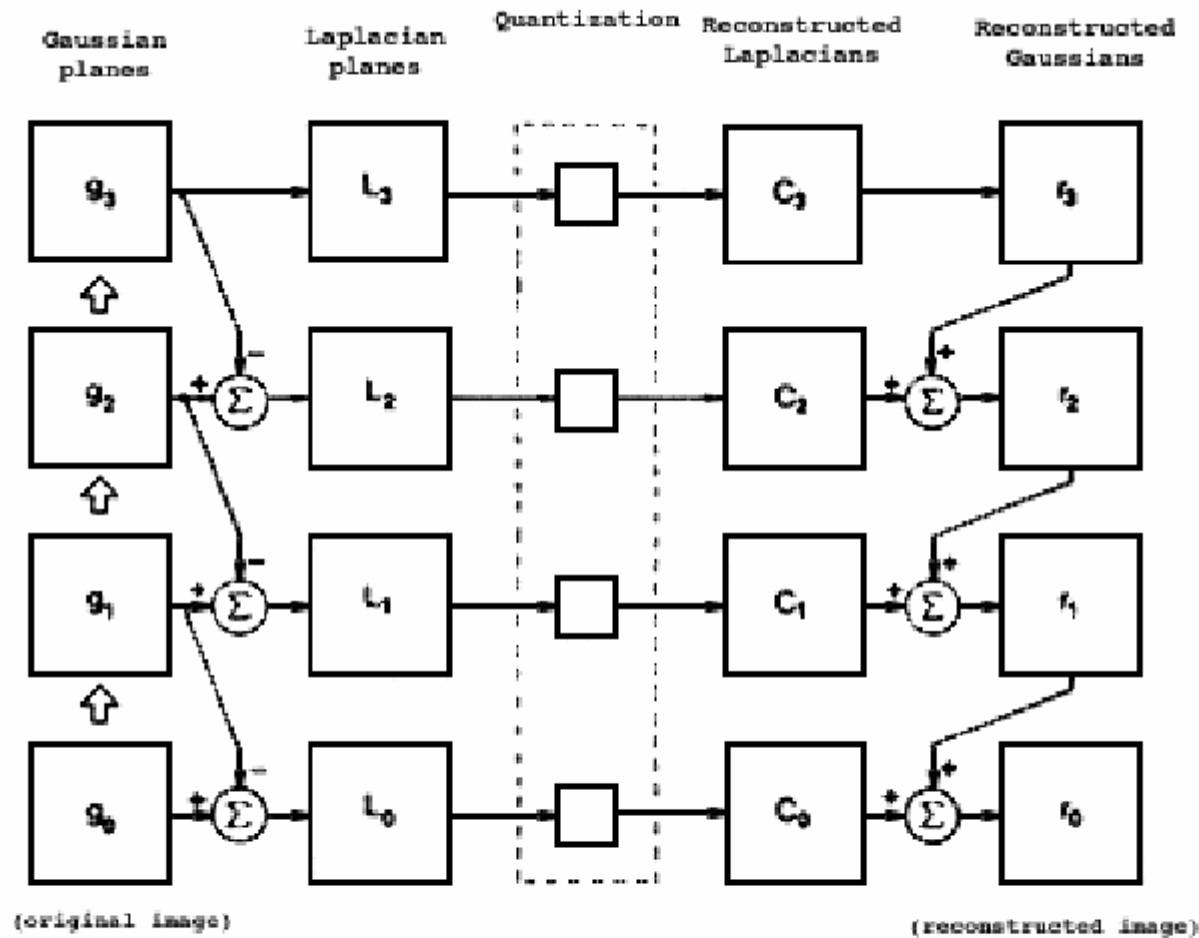 Gaussian
planes
Laplacian
planes
Quantization
Reconstructed
Laplacians
Reconstructed
Gaussians
g₃
L₃
C₃
r₃
−
+
g₂
+
Σ
L₂
C₂
+
Σ
r₂
−
+
g₁
+
Σ
L₁
C₁
+
Σ
r₁
−
+
g₀
+
Σ
L₀
C₀
+
Σ
r₀
(original image)
(reconstructed image)